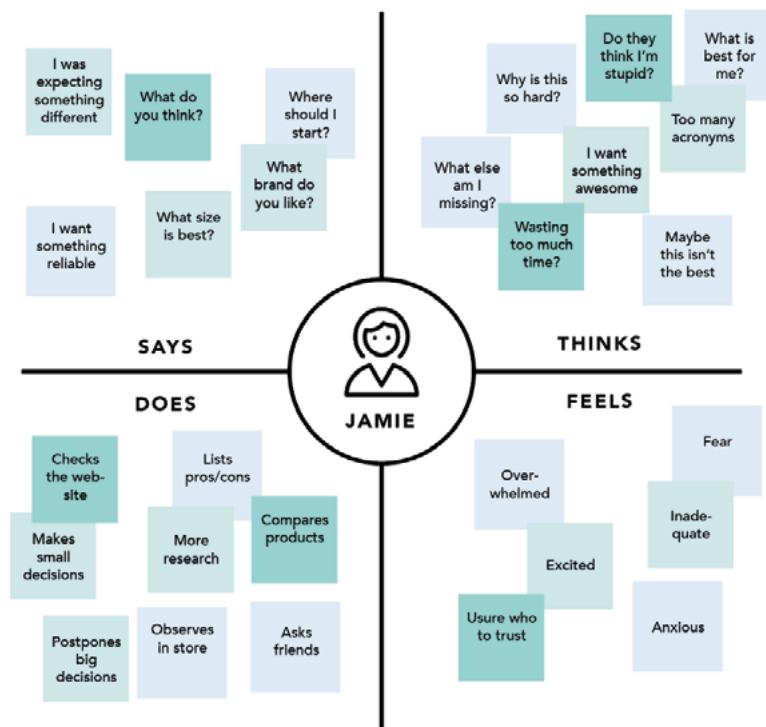 I was
expecting
something
different
What do
you think?
Where
should I
start?
What
brand do
you like?
What size
is best?
I want
something
reliable
SAYS
Do they
think I'm
stupid?
What is
best for
me?
Why is this
so hard?
Too many
acronyms
I want
something
awesome
What else
am I
missing?
Wasting
too much
time?
Maybe
this isn't
the best
THINKS
JAMIE
DOES
Checks
the web-
site
Lists
pros/cons
Compares
products
Makes
small
decisions
More
research
Postpones
big
decisions
Observes
in store
Asks
friends
FEELS
Fear
Over-
whelmed
Inade-
quate
Excited
Usure who
to trust
Anxious